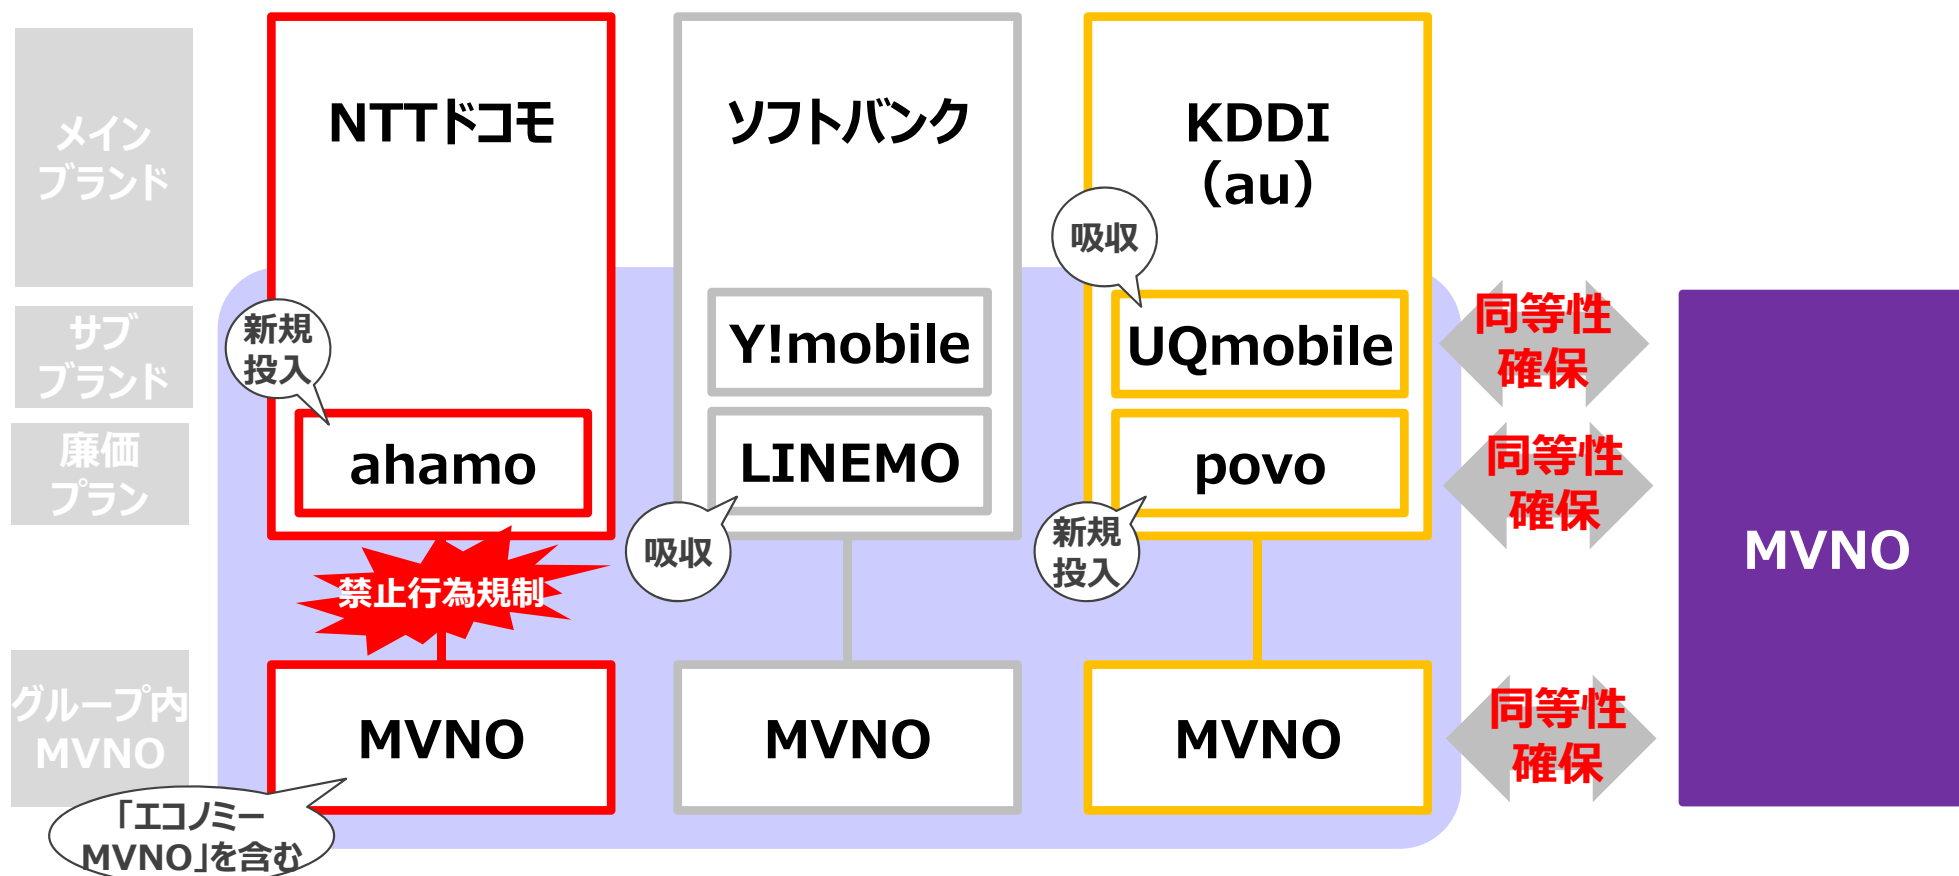 メイン
ブランド
NTTドコモ
ソフトバンク
KDDI
（au）
吸収
サブ
ブランド
新規
投入
Y!mobile
UQmobile
同等性
確保
廉価
プラン
ahamo
LINEMO
povo
同等性
確保
禁止行為規制
吸収
新規
投入
MVNO
グループ内
MVNO
MVNO
MVNO
MVNO
同等性
確保
「エコノミー
MVNO」を含む